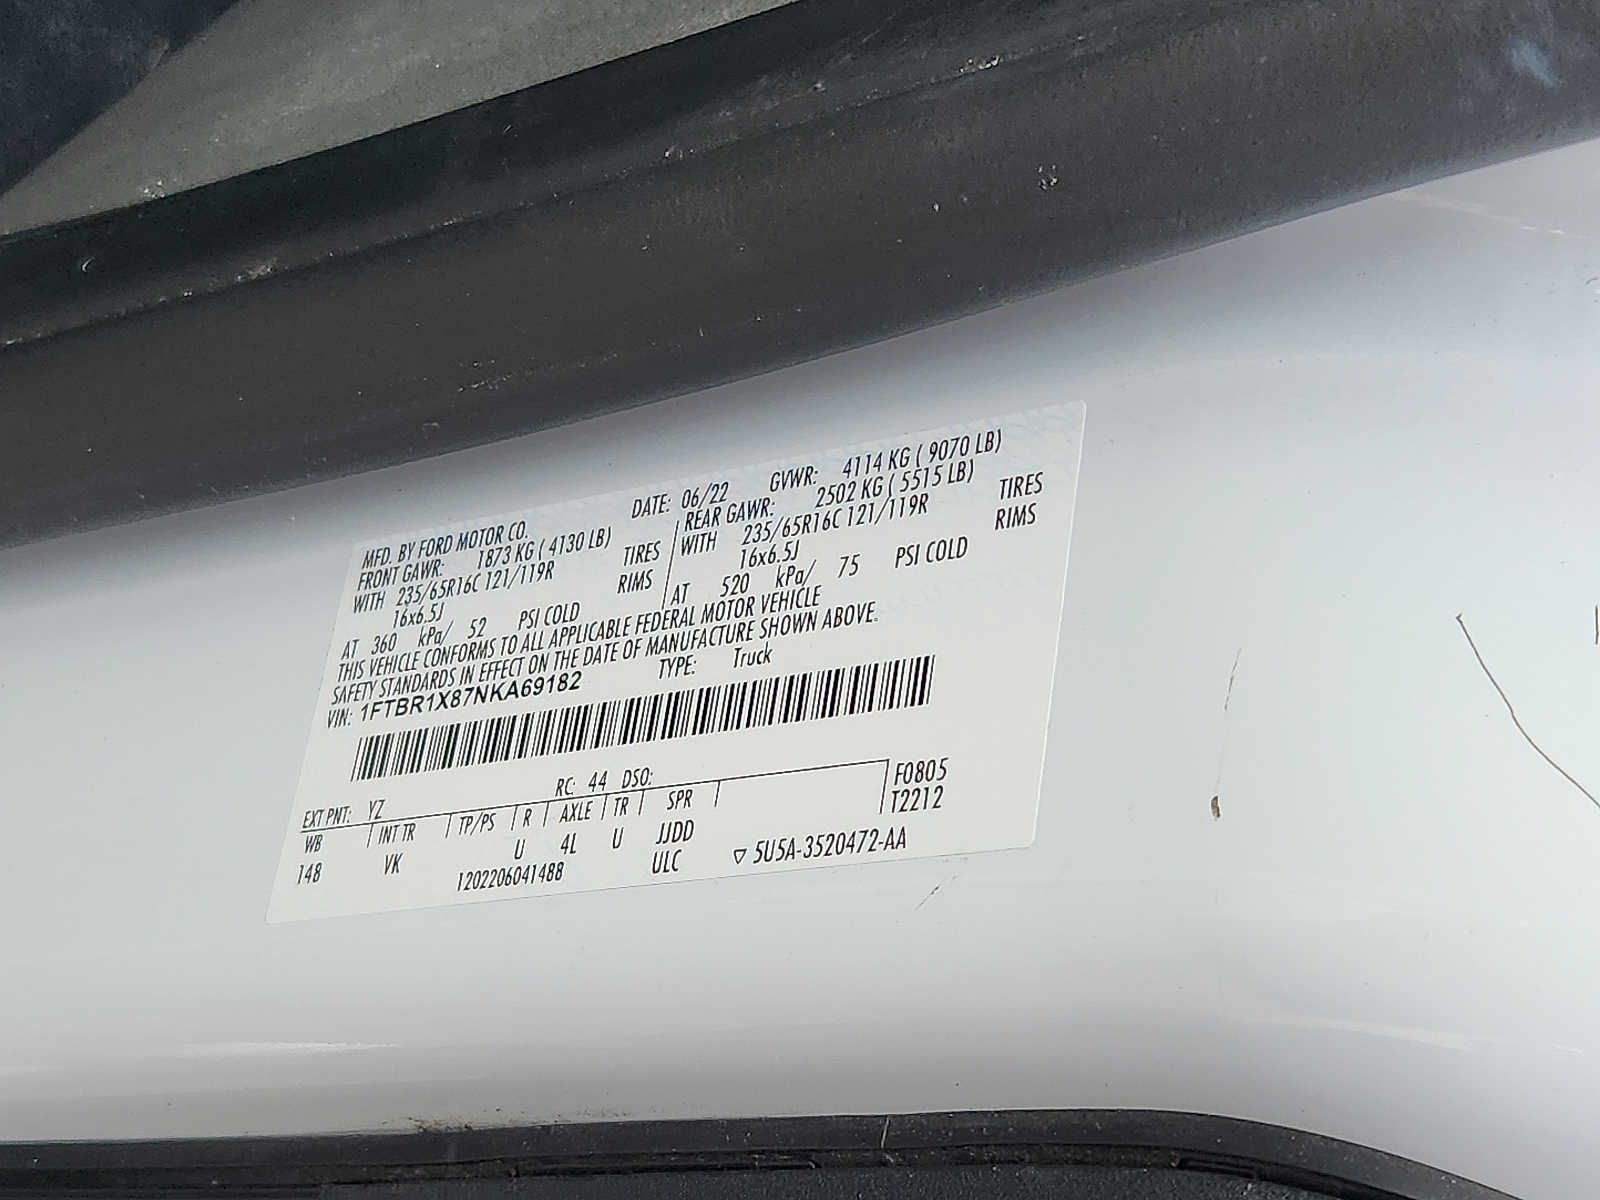 MFD. BY FORD MOTOR CO. DATE: 06/22 GVWR: 4114 KG ( 9070 LB)
FRONT GAWR: 1873 KG ( 4130 LB) REAR GAWR: 2502 KG ( 5515 LB)
WITH 235/65R16C 121/119R TIRES WITH 235/65R16C 121/119R TIRES
16x6.5J RIMS 16x6.5J RIMS
AT 360 kPa/ 52 PSI COLD AT 520 kPa/ 75 PSI COLD
THIS VEHICLE CONFORMS TO ALL APPLICABLE FEDERAL MOTOR VEHICLE
SAFETY STANDARDS IN EFFECT ON THE DATE OF MANUFACTURE SHOWN ABOVE.
VIN: 1FTBR1X87NKA69182 TYPE: Truck
EXT PNT: YZ RC: 44 DSO: F0805
WB INT TR TP/PS R AXLE TR SPR T2212
148 VK U 4L U JJDD
1202206041488 ULC ▽ 5U5A-3520472-AA